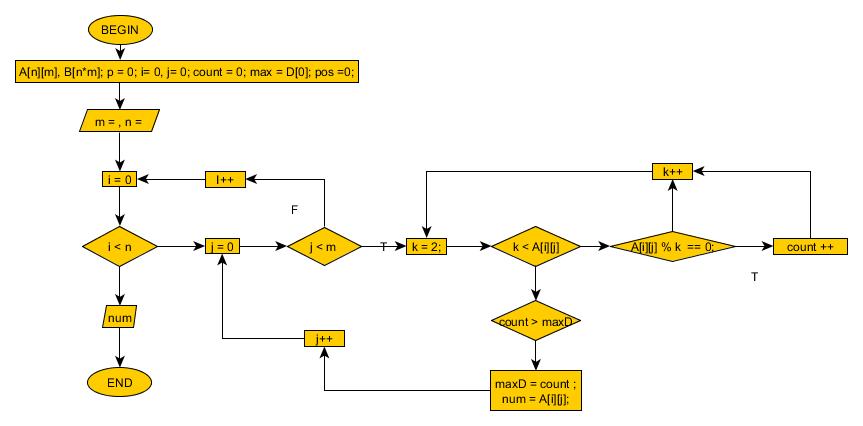 BEGIN
A[n][m], B[n*m]; p = 0; i= 0, j= 0; count = 0; max = D[0]; pos =0;
m = , n =
i = 0
I++
k++
F
i < n
j = 0
j < m
T
k = 2;
k < A[i][j]
A[i][j] % k == 0;
count ++
T
num
count > maxD
j++
END
maxD = count ;
num = A[i][j];